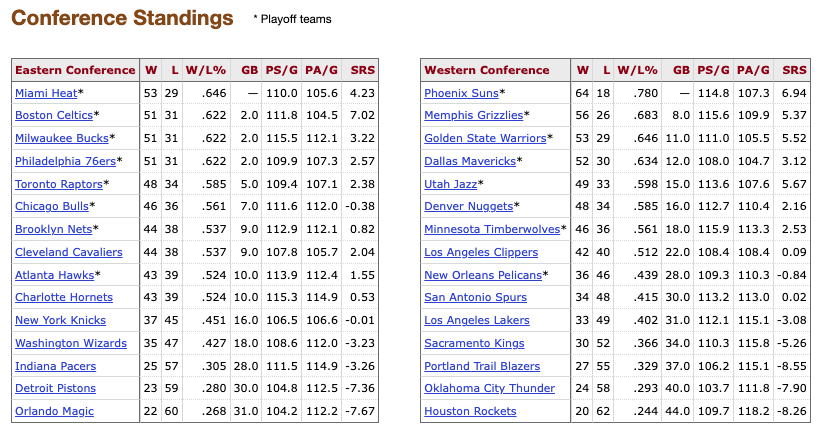 Conference Standings * Playoff teams
Eastern Conference W L W/L% GB PS/G PA/G SRS
Miami Heat* 53 29 .646 — 110.0 105.6 4.23
Boston Celtics* 51 31 .622 2.0 111.8 104.5 7.02
Milwaukee Bucks* 51 31 .622 2.0 115.5 112.1 3.22
Philadelphia 76ers* 51 31 .622 2.0 109.9 107.3 2.57
Toronto Raptors* 48 34 .585 5.0 109.4 107.1 2.38
Chicago Bulls* 46 36 .561 7.0 111.6 112.0 -0.38
Brooklyn Nets* 44 38 .537 9.0 112.9 112.1 0.82
Cleveland Cavaliers 44 38 .537 9.0 107.8 105.7 2.04
Atlanta Hawks* 43 39 .524 10.0 113.9 112.4 1.55
Charlotte Hornets 43 39 .524 10.0 115.3 114.9 0.53
New York Knicks 37 45 .451 16.0 106.5 106.6 -0.01
Washington Wizards 35 47 .427 18.0 108.6 112.0 -3.23
Indiana Pacers 25 57 .305 28.0 111.5 114.9 -3.26
Detroit Pistons 23 59 .280 30.0 104.8 112.5 -7.36
Orlando Magic 22 60 .268 31.0 104.2 112.2 -7.67
Western Conference W L W/L% GB PS/G PA/G SRS
Phoenix Suns* 64 18 .780 — 114.8 107.3 6.94
Memphis Grizzlies* 56 26 .683 8.0 115.6 109.9 5.37
Golden State Warriors* 53 29 .646 11.0 111.0 105.5 5.52
Dallas Mavericks* 52 30 .634 12.0 108.0 104.7 3.12
Utah Jazz* 49 33 .598 15.0 113.6 107.6 5.67
Denver Nuggets* 48 34 .585 16.0 112.7 110.4 2.16
Minnesota Timberwolves* 46 36 .561 18.0 115.9 113.3 2.53
Los Angeles Clippers 42 40 .512 22.0 108.4 108.4 0.09
New Orleans Pelicans* 36 46 .439 28.0 109.3 110.3 -0.84
San Antonio Spurs 34 48 .415 30.0 113.2 113.0 0.02
Los Angeles Lakers 33 49 .402 31.0 112.1 115.1 -3.08
Sacramento Kings 30 52 .366 34.0 110.3 115.8 -5.26
Portland Trail Blazers 27 55 .329 37.0 106.2 115.1 -8.55
Oklahoma City Thunder 24 58 .293 40.0 103.7 111.8 -7.90
Houston Rockets 20 62 .244 44.0 109.7 118.2 -8.26